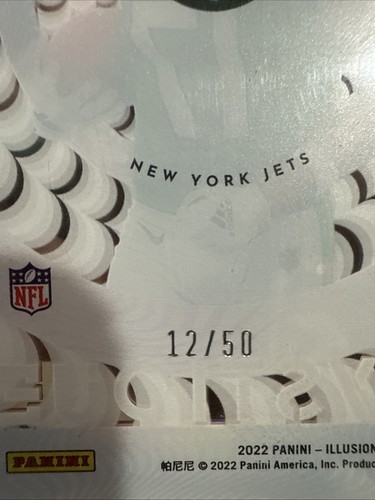 NEW YORK JETS
NFL
12/50
PANINI
2022 PANINI – ILLUSION
帕尼尼 © 2022 Panini America, Inc. Produc